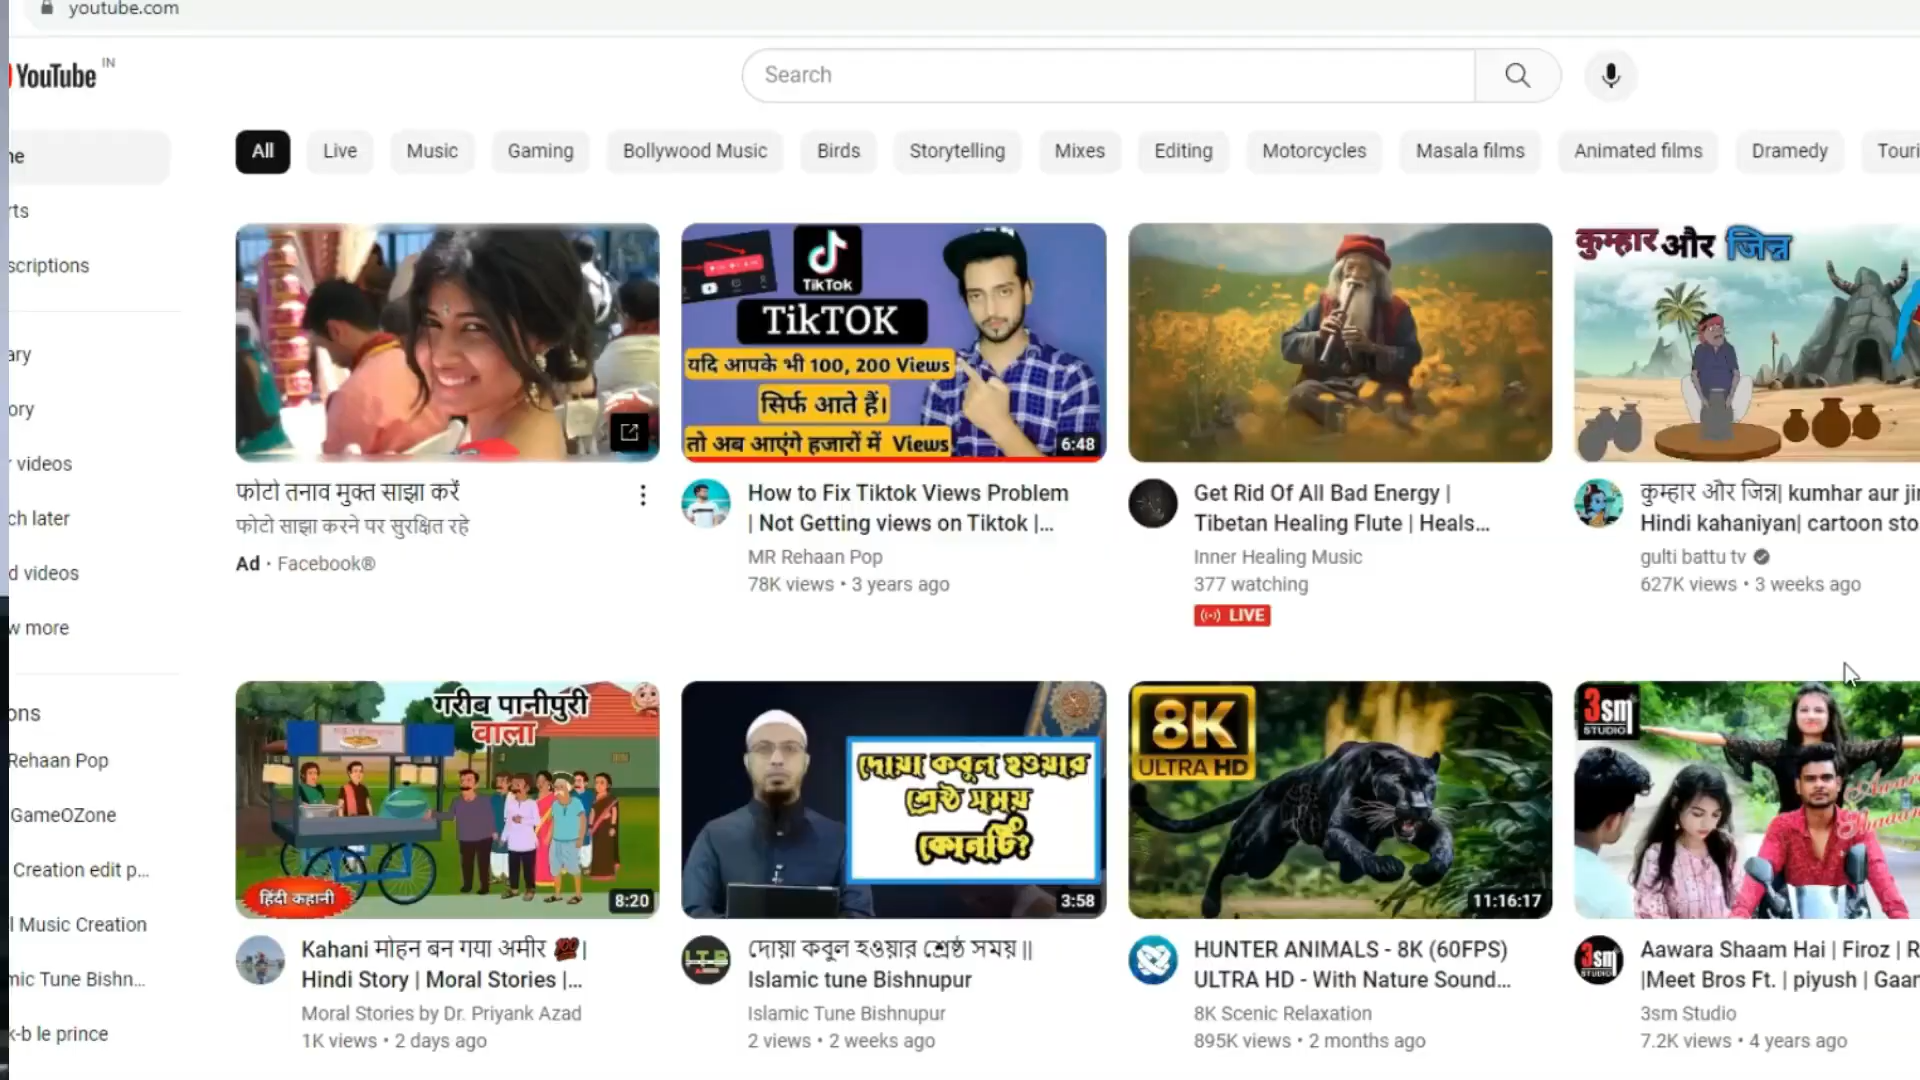 youtube.com
YouTube IN
Search
All
Live
Music
Gaming
Bollywood Music
Birds
Storytelling
Mixes
Editing
Motorcycles
Masala films
Animated films
Dramedy
Touri
ne
rts
scriptions
ary
ory
r videos
ch later
d videos
w more
ons
Rehaan Pop
GameOZone
Creation edit p...
l Music Creation
mic Tune Bishn...
k-b le prince
फोटो तनाव मुक्त साझा करें
फोटो साझा करने पर सुरक्षित रहे
Ad · Facebook®
TikTok
TikTOK
यदि आपके भी 100, 200 Views
सिर्फ आते हैं।
तो अब आएंगे हजारों में Views
6:48
How to Fix Tiktok Views Problem
| Not Getting views on Tiktok |...
MR Rehaan Pop
78K views • 3 years ago
Get Rid Of All Bad Energy |
Tibetan Healing Flute | Heals...
Inner Healing Music
377 watching
LIVE
कुम्हार और जिन्न
कुम्हार और जिन्न| kumhar aur jin
Hindi kahaniyan| cartoon sto
gulti battu tv
627K views • 3 weeks ago
गरीब पानीपुरी
वाला
हिंदी कहानी
8:20
Kahani मोहन बन गया अमीर 💯|
Hindi Story | Moral Stories |...
Moral Stories by Dr. Priyank Azad
1K views • 2 days ago
দোয়া কবুল হওয়ার
শ্রেষ্ঠ সময়
কোনটি?
3:58
LTB
দোয়া কবুল হওয়ার শ্রেষ্ঠ সময় ||
Islamic tune Bishnupur
Islamic Tune Bishnupur
2 views • 2 weeks ago
8K
ULTRA HD
11:16:17
HUNTER ANIMALS - 8K (60FPS)
ULTRA HD - With Nature Sound...
8K Scenic Relaxation
895K views • 2 months ago
3sm
STUDIO
3sm
STUDIO
Aawara Shaam Hai | Firoz | R
|Meet Bros Ft. | piyush | Gaan
3sm Studio
7.2K views • 4 years ago